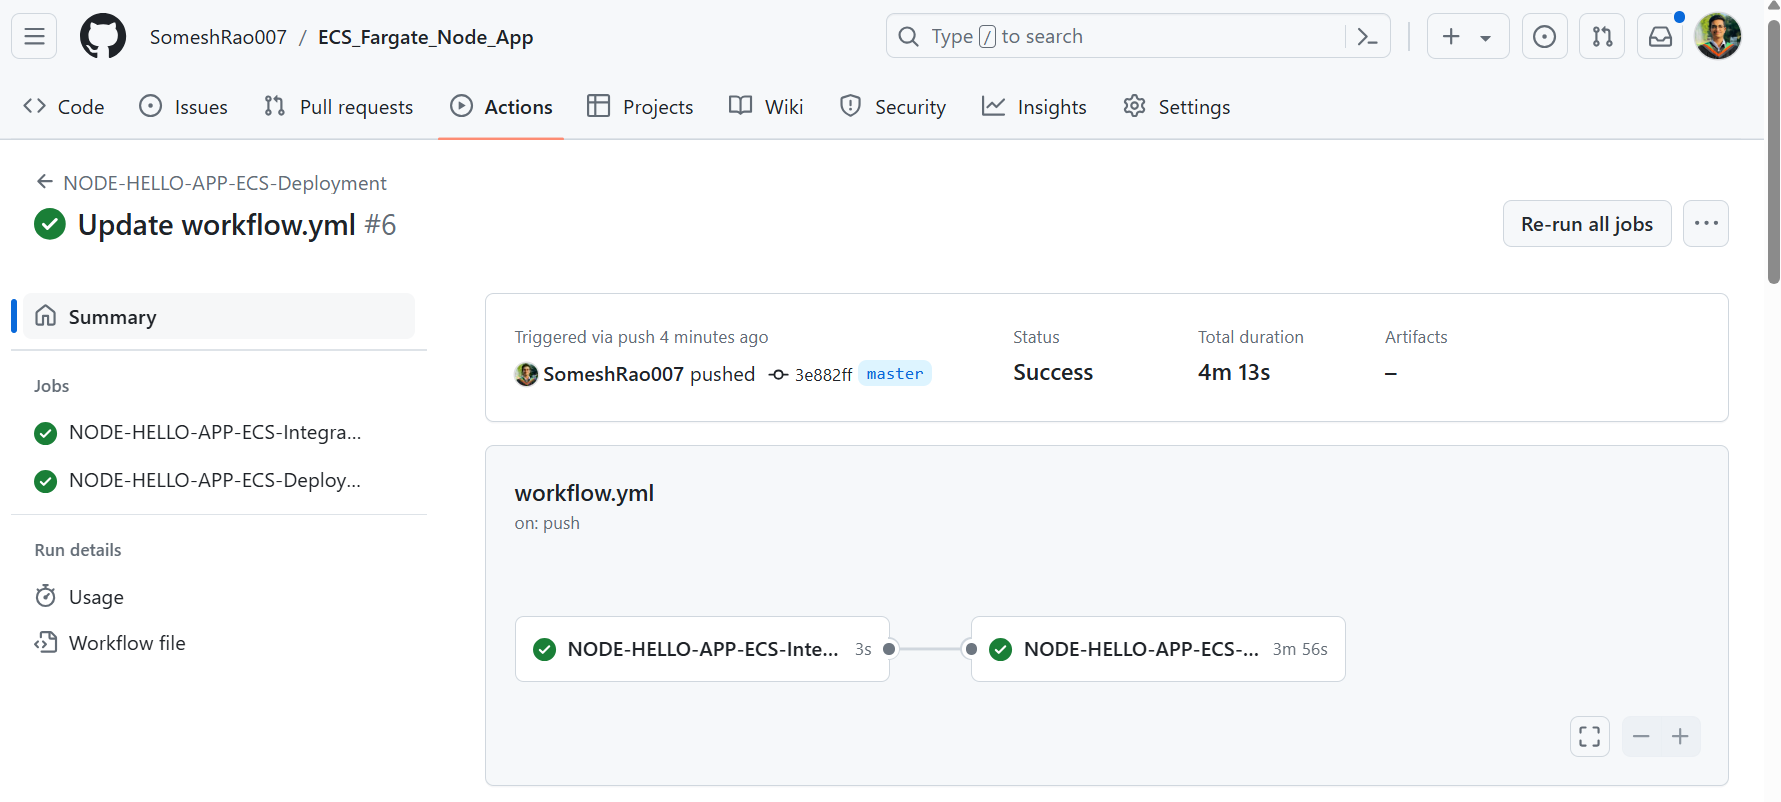 SomeshRao007 / ECS_Fargate_Node_App
Type / to search
Code Issues Pull requests Actions Projects Wiki Security Insights Settings
NODE-HELLO-APP-ECS-Deployment
Update workflow.yml #6
Re-run all jobs
Summary
Jobs
NODE-HELLO-APP-ECS-Integra...
NODE-HELLO-APP-ECS-Deploy...
Run details
Usage
Workflow file
Triggered via push 4 minutes ago
SomeshRao007 pushed 3e882ff master
Status
Success
Total duration
4m 13s
Artifacts
–
workflow.yml
on: push
NODE-HELLO-APP-ECS-Inte... 3s
NODE-HELLO-APP-ECS-... 3m 56s